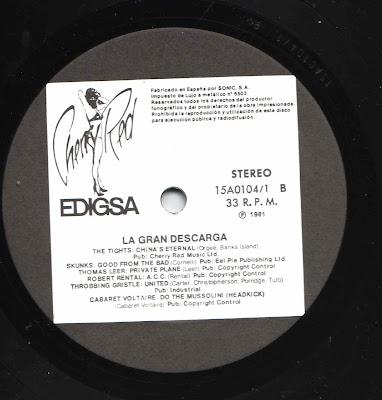 Fabricado en España por SONIC, S.A.
Impuesto de Lujo a metálico n° 6502
Reservados todos los derechos del productor
fonográfico y del propietario de la obra impresionada.
Prohibida la reproducción y utilización de este disco
para ejecución pública y radiodifusión.
Cherry Red
EDIGSA
STEREO
15A0104/1 B
33 R.P.M.
Ⓟ 1981
LA GRAN DESCARGA
THE TIGHTS: CHINA'S ETERNAL (Orgee, Banks Island)
Pub: Cherry Red Music Ltd.
SKUNKS: GOOD FROM THE BAD (Cornelli) Pub: Eel Pie Publishing Ltd.
THOMAS LEER: PRIVATE PLANE (Leer) Pub: Copyright Control
ROBERT RENTAL: A.C.C. (Rental) Pub: Copyright Control
THROBBING GRISTLE: UNITED (Carter, Christopherson, Porridge, Tutti)
Pub: Industrial
CABARET VOLTAIRE: DO THE MUSSOLINI (HEADKICK)
(Cabaret Voltaire) Pub: Copyright Control